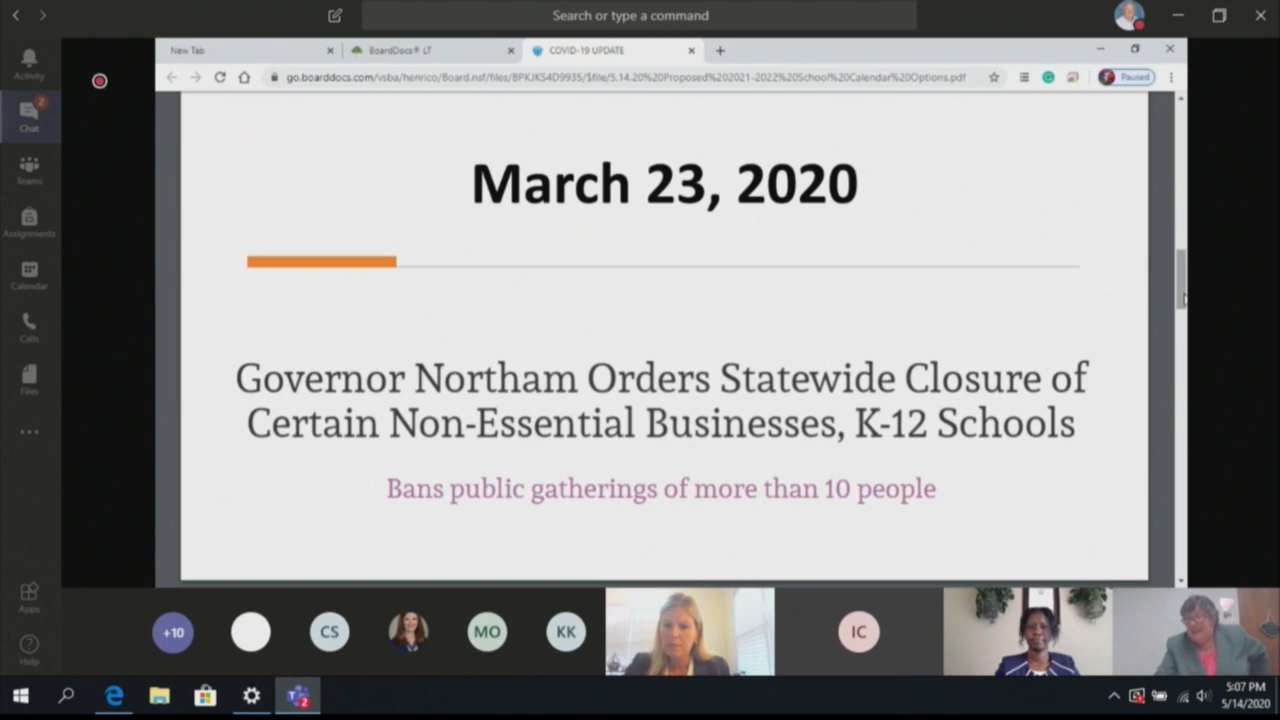 Search or type a command
New Tab
BoardDocs® LT
COVID-19 UPDATE
go.boarddocs.com/vsba/henrico/Board.nsf/files/BPKJKS4D9935/$file/5.14.20%20Proposed%202021-2022%20School%20Calendar%20Options.pdf
Paused
Activity
2
Chat
Teams
Assignments
Calendar
Calls
Files
Apps
Help
March 23, 2020
Governor Northam Orders Statewide Closure of
Certain Non-Essential Businesses, K-12 Schools
Bans public gatherings of more than 10 people
+10
CS
MO
KK
IC
2
5:07 PM
5/14/2020